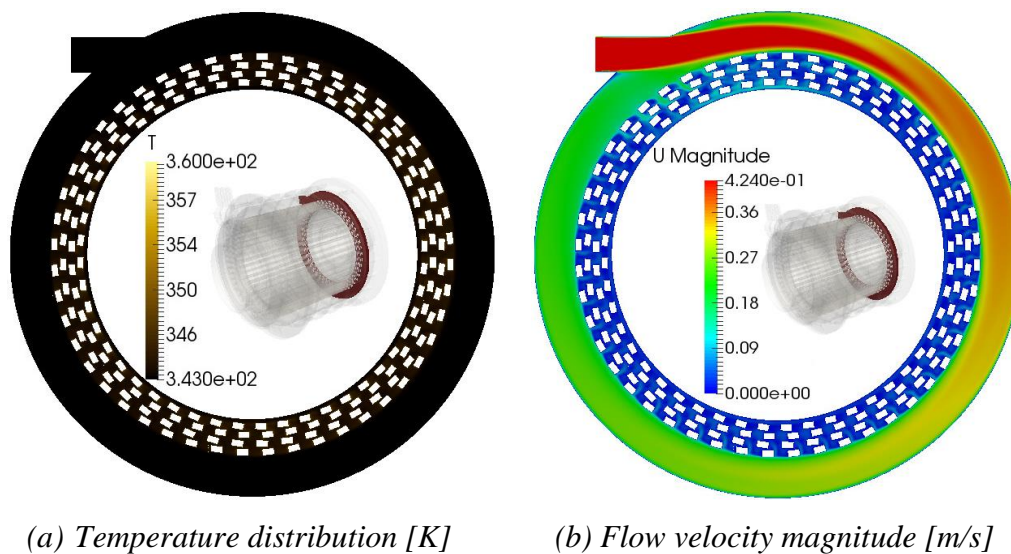 T
3.600e+02
357
354
350
346
3.430e+02
U Magnitude
4.240e-01
0.36
0.27
0.18
0.09
0.000e+00
(a) Temperature distribution [K]
(b) Flow velocity magnitude [m/s]